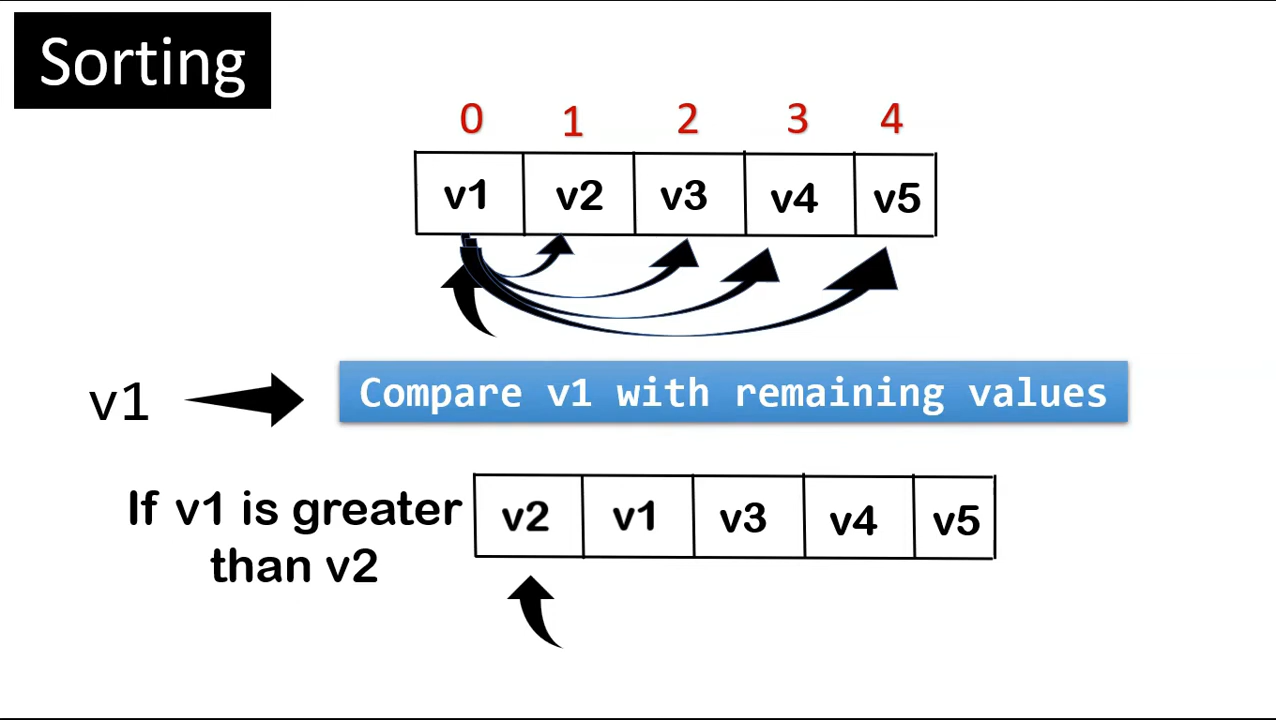 Sorting
0 1 2 3 4
v1 v2 v3 v4 v5
v1
Compare v1 with remaining values
If v1 is greater
than v2
v2 v1 v3 v4 v5